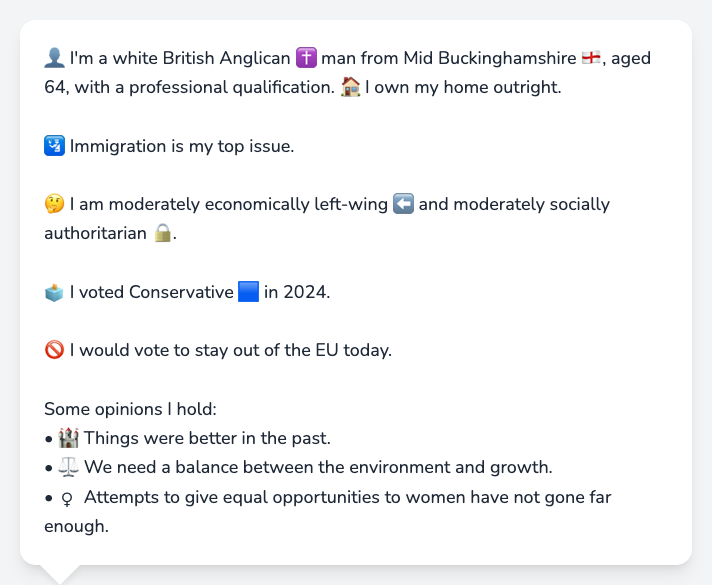 👤 I'm a white British Anglican ✝️ man from Mid Buckinghamshire 🏴󠁧󠁢󠁥󠁮󠁧󠁿, aged
64, with a professional qualification. 🏠 I own my home outright.
🛂 Immigration is my top issue.
🤔 I am moderately economically left-wing ⬅️ and moderately socially
authoritarian 🔒.
🗳️ I voted Conservative 🟦 in 2024.
🚫 I would vote to stay out of the EU today.
Some opinions I hold:
• 🏰 Things were better in the past.
• ⚖️ We need a balance between the environment and growth.
• ♀ Attempts to give equal opportunities to women have not gone far
enough.